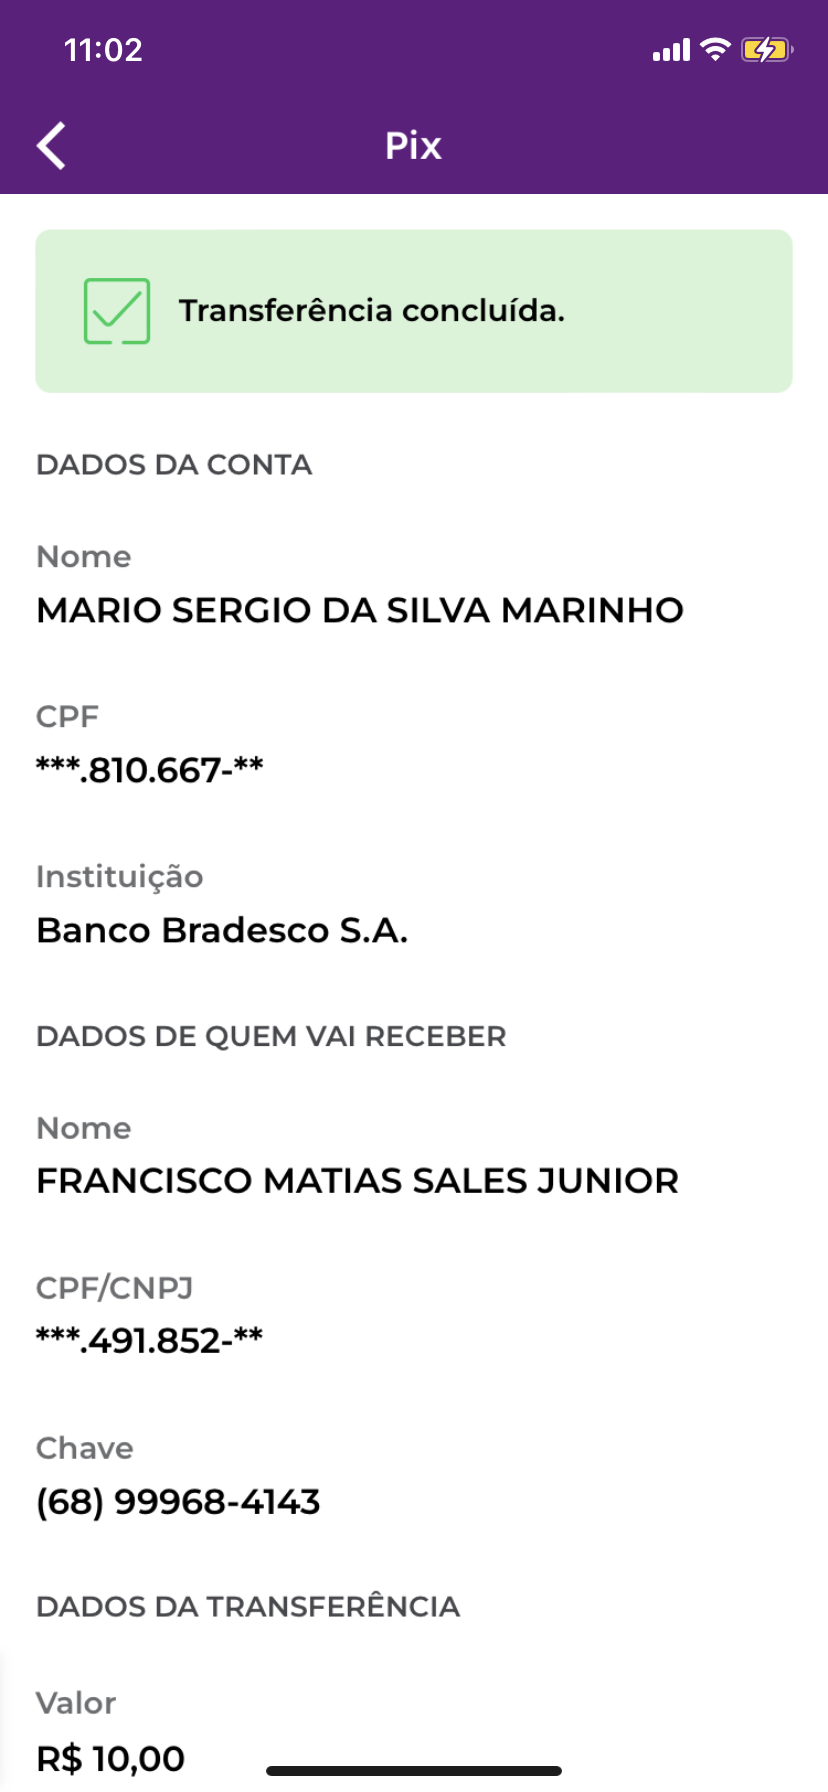 11:02
Pix
Transferência concluída.
DADOS DA CONTA
Nome
MARIO SERGIO DA SILVA MARINHO
CPF
***.810.667-**
Instituição
Banco Bradesco S.A.
DADOS DE QUEM VAI RECEBER
Nome
FRANCISCO MATIAS SALES JUNIOR
CPF/CNPJ
***.491.852-**
Chave
(68) 99968-4143
DADOS DA TRANSFERÊNCIA
Valor
R$ 10,00